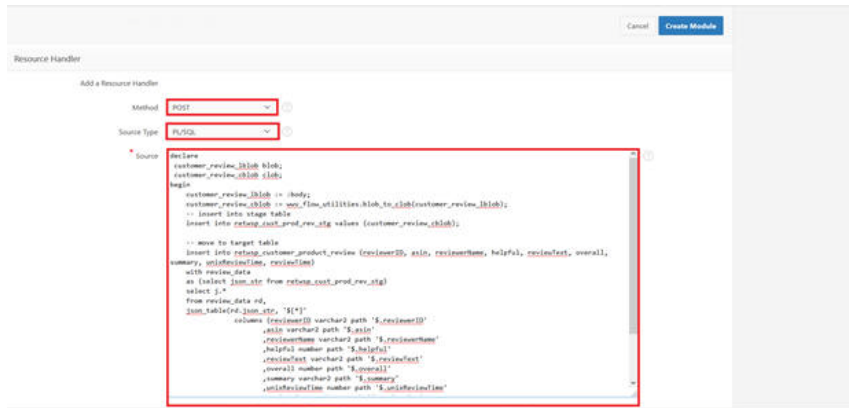 Cancel Create Module
Resource Handler
Add a Resource Handler
Method POST
Source Type PL/SQL
* Source
declare
customer_review_lblob blob;
customer_review_cblob clob;
begin
customer_review_lblob := :body;
customer_review_cblob := wwv_flow_utilities.blob_to_clob(customer_review_lblob);
-- insert into stage table
insert into retwsp_cust_prod_rev_stg values (customer_review_cblob);
-- move to target table
insert into retwsp_customer_product_review (reviewerID, asin, reviewerName, helpful, reviewText, overall,
summary, unixReviewTime, reviewTime)
with review_data
as (select json_str from retwsp_cust_prod_rev_stg)
select j.*
from review_data rd,
json_table(rd.json_str, '$[*]'
columns (reviewerID varchar2 path '$.reviewerID'
,asin varchar2 path '$.asin'
,reviewerName varchar2 path '$.reviewerName'
,helpful number path '$.helpful'
,reviewText varchar2 path '$.reviewText'
,overall number path '$.overall'
,summary varchar2 path '$.summary'
,unixReviewTime number path '$.unixReviewTime'